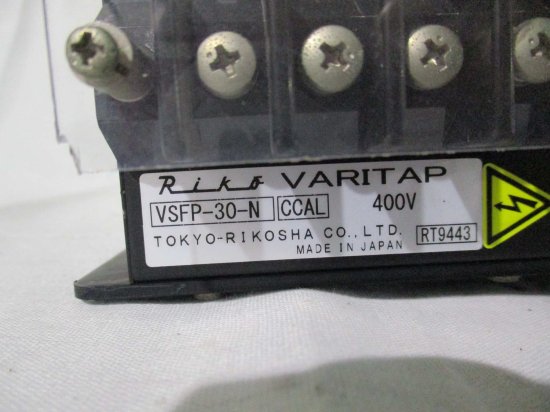 Riko VARITAP
VSFP-30-N CCAL 400V
TOKYO-RIKOSHA CO.,LTD. RT9443
MADE IN JAPAN